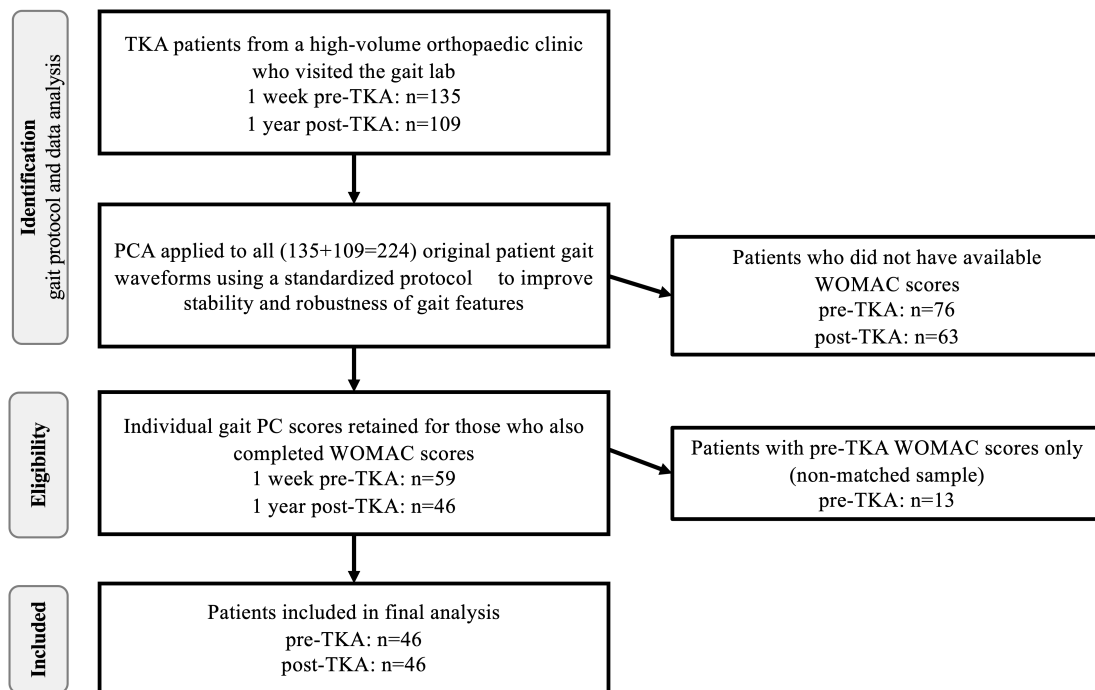 Identification
gait protocol and data analysis
TKA patients from a high-volume orthopaedic clinic
who visited the gait lab
1 week pre-TKA: n=135
1 year post-TKA: n=109
PCA applied to all (135+109=224) original patient gait
waveforms using a standardized protocol to improve
stability and robustness of gait features
Patients who did not have available
WOMAC scores
pre-TKA: n=76
post-TKA: n=63
Eligibility
Individual gait PC scores retained for those who also
completed WOMAC scores
1 week pre-TKA: n=59
1 year post-TKA: n=46
Patients with pre-TKA WOMAC scores only
(non-matched sample)
pre-TKA: n=13
Included
Patients included in final analysis
pre-TKA: n=46
post-TKA: n=46